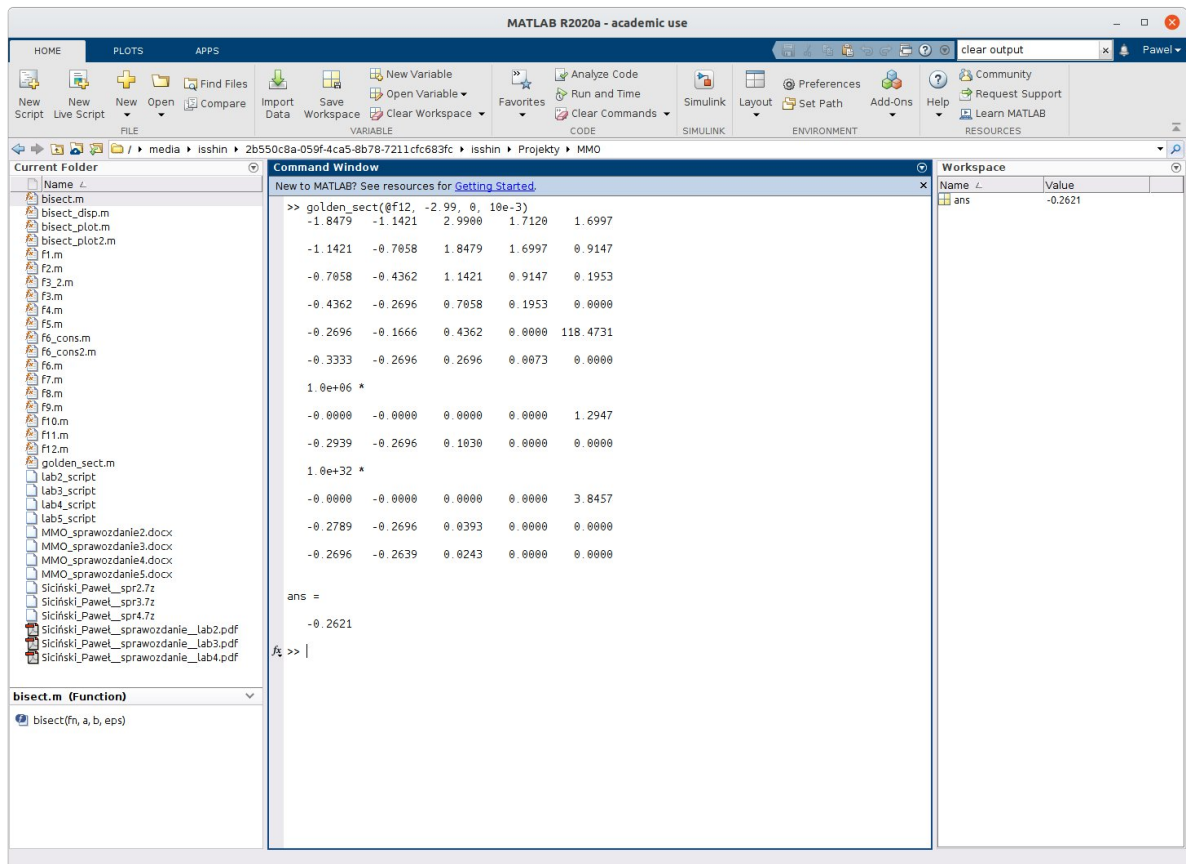 MATLAB R2020a - academic use
HOME PLOTS APPS
clear output
Pawel
New Script
New Live Script
New
Open
Find Files
Compare
FILE
Import Data
Save Workspace
New Variable
Open Variable
Clear Workspace
VARIABLE
Favorites
Analyze Code
Run and Time
Clear Commands
CODE
Simulink
SIMULINK
Layout
Preferences
Set Path
Add-Ons
ENVIRONMENT
Help
Community
Request Support
Learn MATLAB
RESOURCES
/ media isshin 2b550c8a-059f-4ca5-8b78-7211cfc683fc isshin Projekty MMO
Current Folder
Name
bisect.m
bisect_disp.m
bisect_plot.m
bisect_plot2.m
f1.m
f2.m
f3_2.m
f3.m
f4.m
f5.m
f6_cons.m
f6_cons2.m
f6.m
f7.m
f8.m
f9.m
f10.m
f11.m
f12.m
golden_sect.m
lab2_script
lab3_script
lab4_script
lab5_script
MMO_sprawozdanie2.docx
MMO_sprawozdanie3.docx
MMO_sprawozdanie4.docx
MMO_sprawozdanie5.docx
Siciński_Paweł__spr2.7z
Siciński_Paweł__spr3.7z
Siciński_Paweł__spr4.7z
Siciński_Paweł__sprawozdanie__lab2.pdf
Siciński_Paweł__sprawozdanie__lab3.pdf
Siciński_Paweł__sprawozdanie__lab4.pdf
bisect.m (Function)
bisect(fn, a, b, eps)
Command Window
New to MATLAB? See resources for Getting Started.
>> golden_sect(@f12, -2.99, 0, 10e-3)
-1.8479 -1.1421 2.9900 1.7120 1.6997
-1.1421 -0.7058 1.8479 1.6997 0.9147
-0.7058 -0.4362 1.1421 0.9147 0.1953
-0.4362 -0.2696 0.7058 0.1953 0.0000
-0.2696 -0.1666 0.4362 0.0000 118.4731
-0.3333 -0.2696 0.2696 0.0073 0.0000
1.0e+06 *
-0.0000 -0.0000 0.0000 0.0000 1.2947
-0.2939 -0.2696 0.1030 0.0000 0.0000
1.0e+32 *
-0.0000 -0.0000 0.0000 0.0000 3.8457
-0.2789 -0.2696 0.0393 0.0000 0.0000
-0.2696 -0.2639 0.0243 0.0000 0.0000
ans =
-0.2621
fx >>
Workspace
Name Value
ans -0.2621